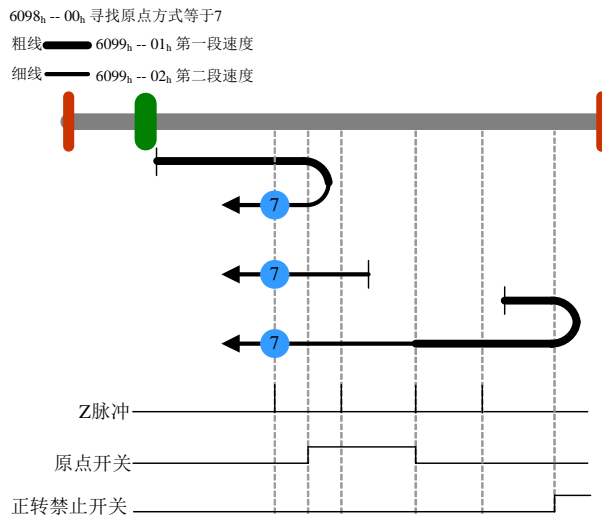 6098h -- 00h 寻找原点方式等于7
粗线 6099h -- 01h 第一段速度
细线 6099h -- 02h 第二段速度
7
7
7
Z脉冲
原点开关
正转禁止开关